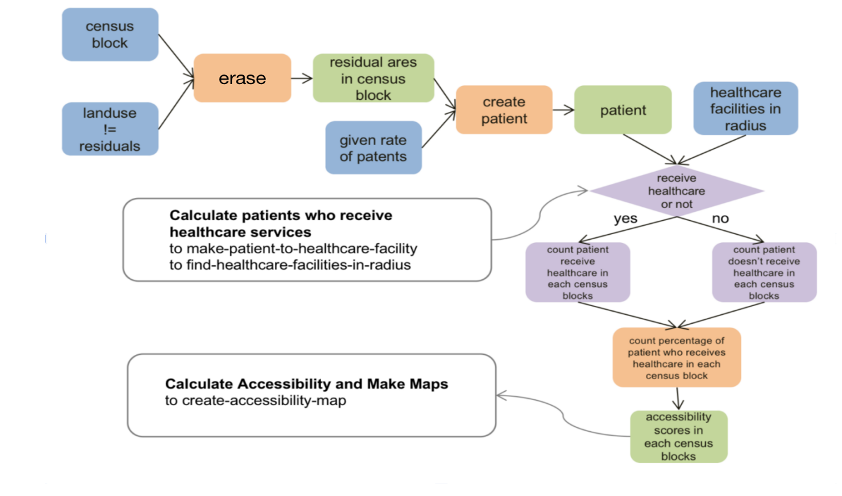 census
block
landuse
!=
residuals
erase
residual ares
in census
block
given rate
of patents
create
patient
patient
healthcare
facilities in
radius
receive
healthcare
or not
yes
no
Calculate patients who receive
healthcare services
to make-patient-to-healthcare-facility
to find-healthcare-facilities-in-radius
count patient
receive
healthcare in
each census
blocks
count patient
doesn't receive
healthcare in
each census
blocks
count percentage of
patient who receives
healthcare in each
census block
Calculate Accessibility and Make Maps
to create-accessibility-map
accessibility
scores in
each census
blocks